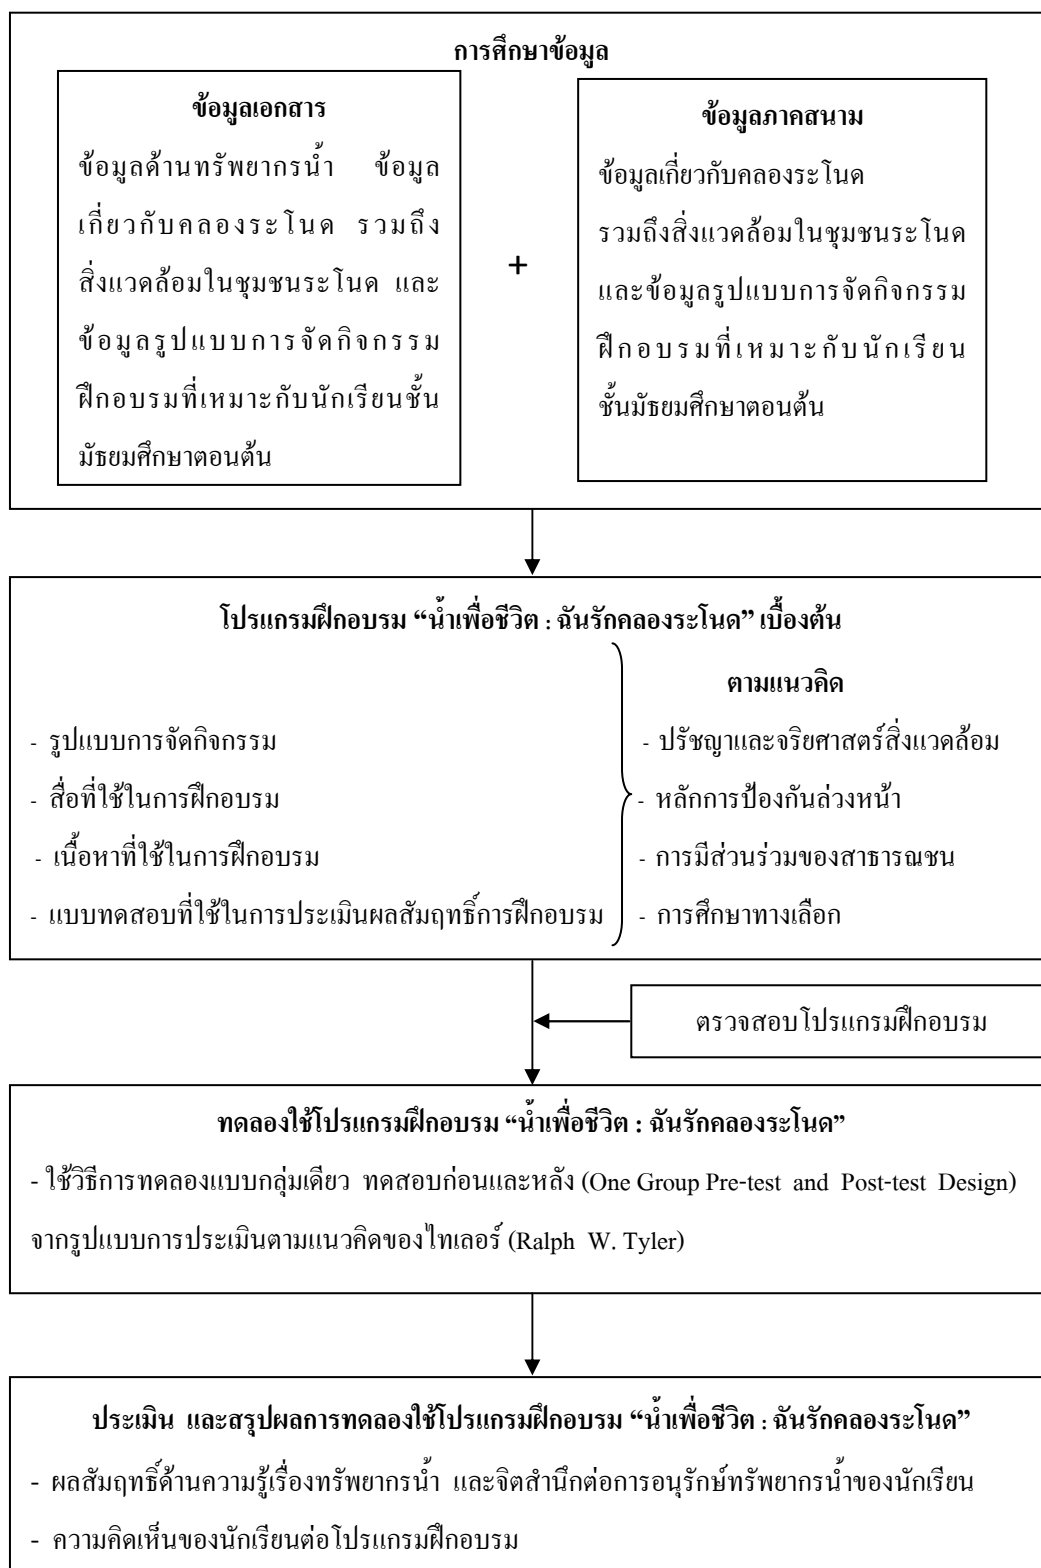 การศึกษาข้อมูล
ข้อมูลเอกสาร
ข้อมูลด้านทรัพยากรน้ำ ข้อมูล
เกี่ยวกับคลองระโนด รวมถึง
สิ่งแวดล้อมในชุมชนระโนด และ
ข้อมูลรูปแบบการจัดกิจกรรม
ฝึกอบรมที่เหมาะกับนักเรียนชั้น
มัธยมศึกษาตอนต้น
+
ข้อมูลภาคสนาม
ข้อมูลเกี่ยวกับคลองระโนด
รวมถึงสิ่งแวดล้อมในชุมชนระโนด
และข้อมูลรูปแบบการจัดกิจกรรม
ฝึกอบรมที่เหมาะกับนักเรียน
ชั้นมัธยมศึกษาตอนต้น
โปรแกรมฝึกอบรม “น้ำเพื่อชีวิต : ฉันรักคลองระโนด” เบื้องต้น
- รูปแบบการจัดกิจกรรม
- สื่อที่ใช้ในการฝึกอบรม
- เนื้อหาที่ใช้ในการฝึกอบรม
- แบบทดสอบที่ใช้ในการประเมินผลสัมฤทธิ์การฝึกอบรม
ตามแนวคิด
- ปรัชญาและจริยศาสตร์สิ่งแวดล้อม
- หลักการป้องกันล่วงหน้า
- การมีส่วนร่วมของสาธารณชน
- การศึกษาทางเลือก
ตรวจสอบโปรแกรมฝึกอบรม
ทดลองใช้โปรแกรมฝึกอบรม “น้ำเพื่อชีวิต : ฉันรักคลองระโนด”
- ใช้วิธีการทดลองแบบกลุ่มเดียว ทดสอบก่อนและหลัง (One Group Pre-test and Post-test Design)
จากรูปแบบการประเมินตามแนวคิดของไทเลอร์ (Ralph W. Tyler)
ประเมิน และสรุปผลการทดลองใช้โปรแกรมฝึกอบรม “น้ำเพื่อชีวิต : ฉันรักคลองระโนด”
- ผลสัมฤทธิ์ด้านความรู้เรื่องทรัพยากรน้ำ และจิตสำนึกต่อการอนุรักษ์ทรัพยากรน้ำของนักเรียน
- ความคิดเห็นของนักเรียนต่อโปรแกรมฝึกอบรม